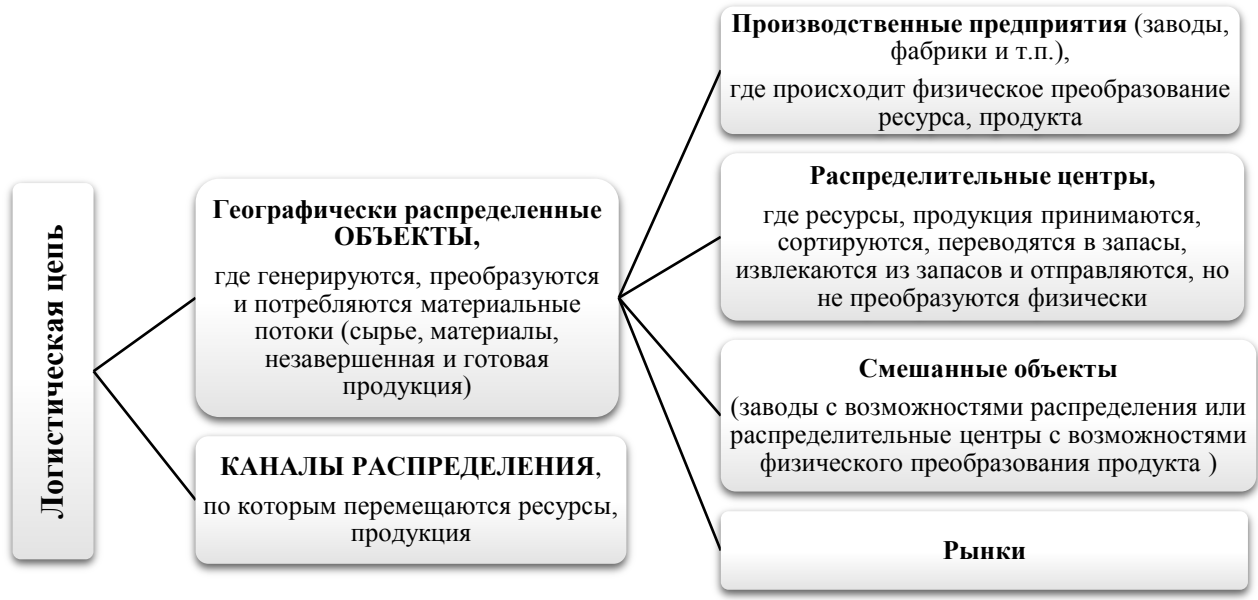 Логистическая цепь
Географически распределенные
ОБЪЕКТЫ,
где генерируются, преобразуются
и потребляются материальные
потоки (сырье, материалы,
незавершенная и готовая
продукция)
КАНАЛЫ РАСПРЕДЕЛЕНИЯ,
по которым перемещаются ресурсы,
продукция
Производственные предприятия (заводы,
фабрики и т.п.),
где происходит физическое преобразование
ресурса, продукта
Распределительные центры,
где ресурсы, продукция принимаются,
сортируются, переводятся в запасы,
извлекаются из запасов и отправляются, но
не преобразуются физически
Смешанные объекты
(заводы с возможностями распределения или
распределительные центры с возможностями
физического преобразования продукта )
Рынки